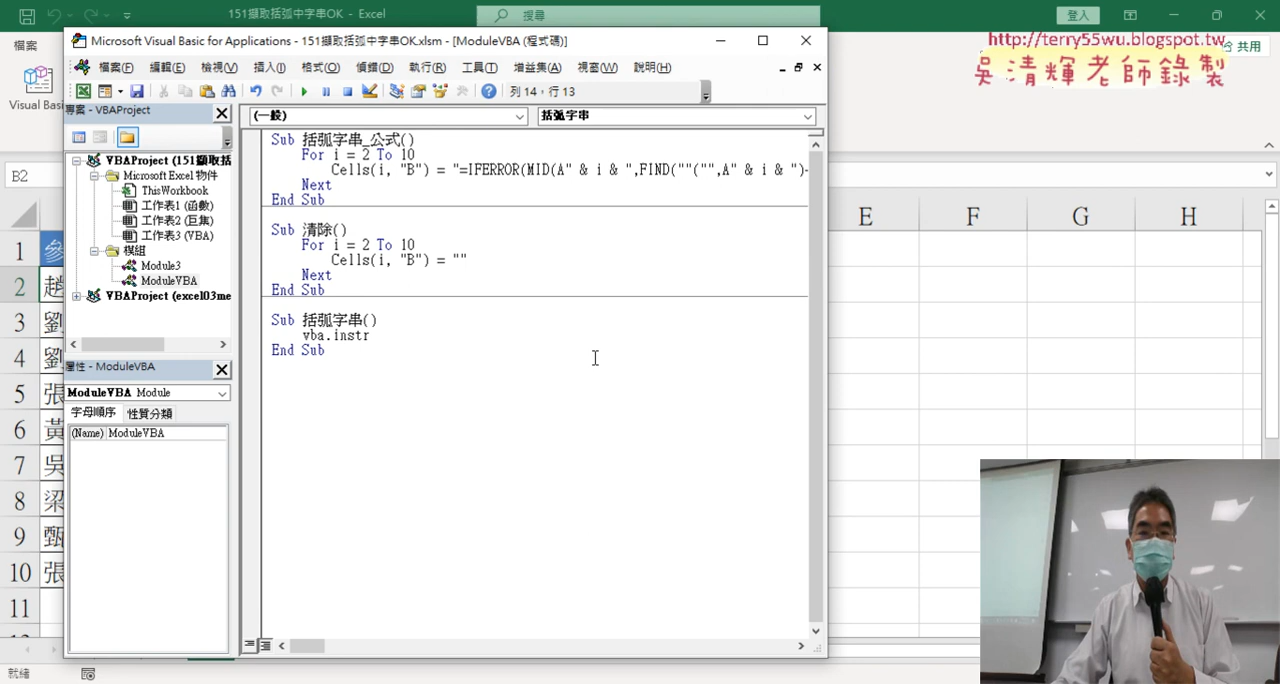 151擷取括弧中字串OK - Excel
搜尋
登入
檔案
共用
http://terry55wu.blogspot.tw
吳清輝老師錄製
Visual Basi
Microsoft Visual Basic for Applications - 151擷取括弧中字串OK.xlsm - [ModuleVBA (程式碼)]
檔案(F) 編輯(E) 檢視(V) 插入(I) 格式(O) 偵錯(D) 執行(R) 工具(T) 增益集(A) 視窗(W) 說明(H)
列 14，行 13
專案 - VBAProject
VBAProject (151擷取括
Microsoft Excel 物件
ThisWorkbook
工作表1 (函數)
工作表2 (巨集)
工作表3 (VBA)
模組
Module3
ModuleVBA
VBAProject (excel03me
屬性 - ModuleVBA
ModuleVBA Module
字母順序 性質分類
(Name) ModuleVBA
(一般)
括弧字串
Sub 括弧字串_公式()
For i = 2 To 10
Cells(i, "B") = "=IFERROR(MID(A" & i & ",FIND(""("",A" & i & ")-
Next
End Sub
Sub 清除()
For i = 2 To 10
Cells(i, "B") = ""
Next
End Sub
Sub 括弧字串()
vba.instr
End Sub
B2
E F G H
1
2 趙
3 劉
4 劉
5 張
6 黃
7 吳
8 梁
9 甄
10 張
11
就緒